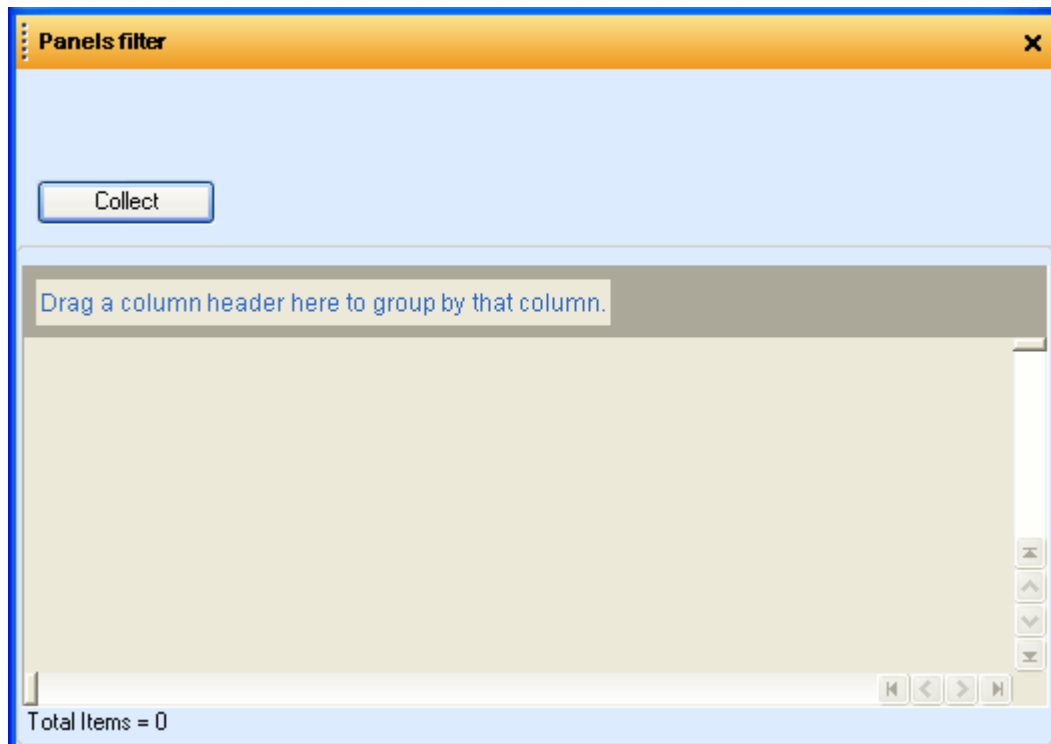 Panels filter
Collect
Drag a column header here to group by that column.
Total Items = 0